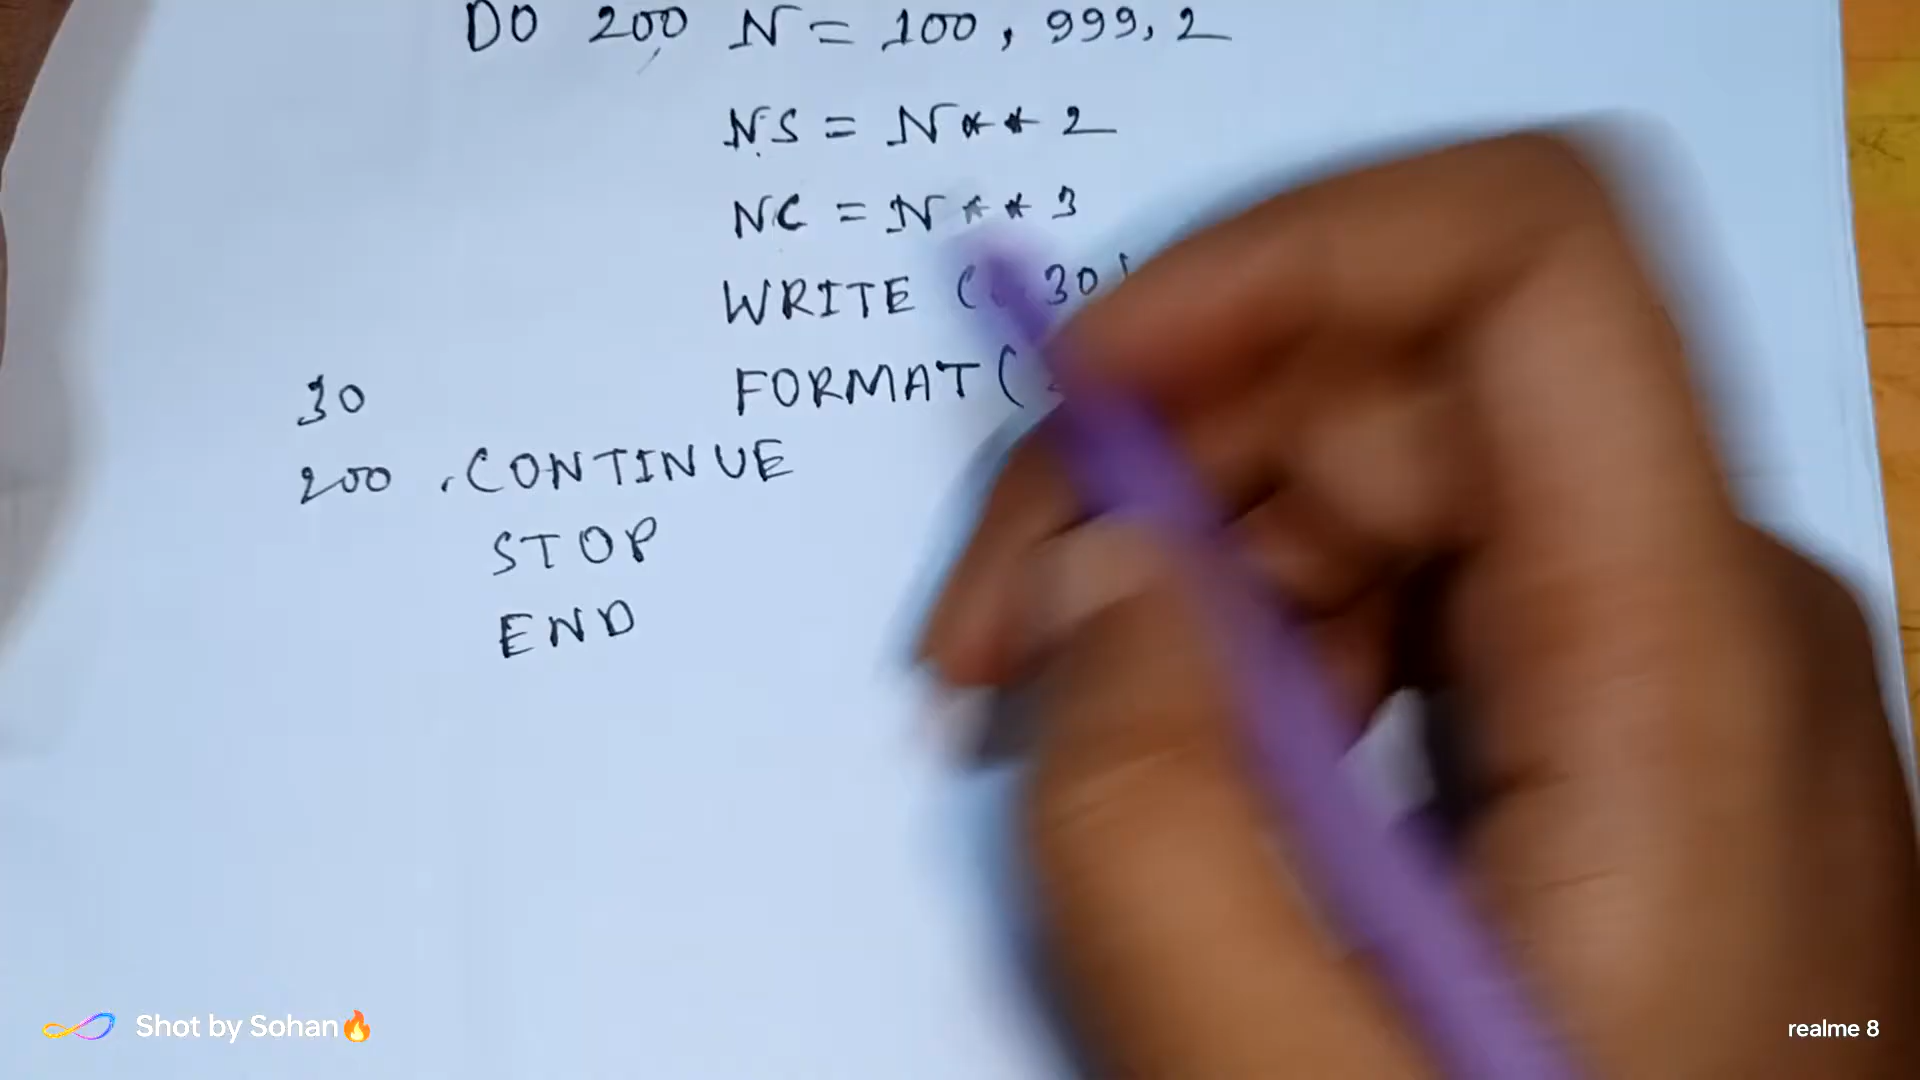 DO 200 N = 100, 999, 2
NS = N** 2
NC = N** 3
WRITE ( 30
30 FORMAT (
200 CONTINUE
STOP
END
Shot by Sohan🔥
realme 8